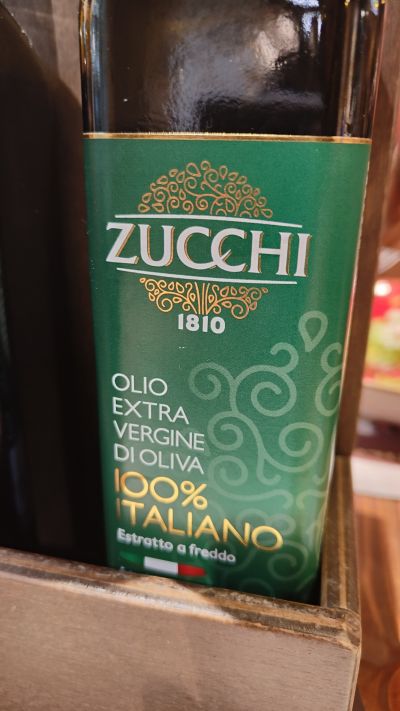 ZUCCHI
1810
OLIO
EXTRA
VERGINE
DI OLIVA
100%
ITALIANO
Estratto a freddo